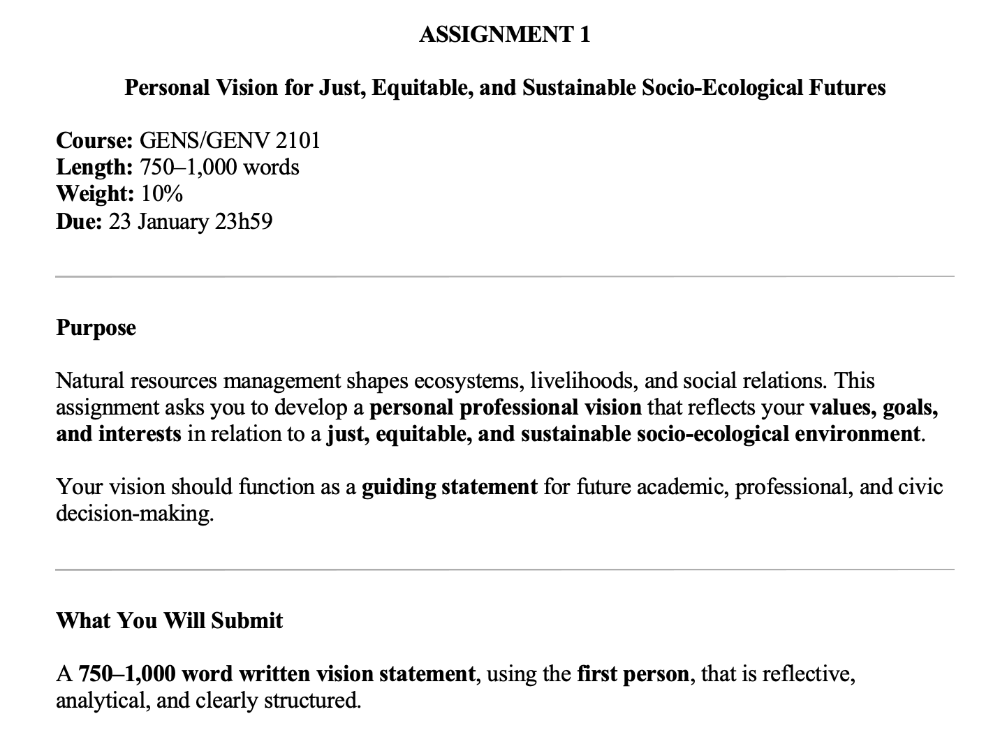 ASSIGNMENT 1
Personal Vision for Just, Equitable, and Sustainable Socio-Ecological Futures
Course: GENS/GENV 2101
Length: 750–1,000 words
Weight: 10%
Due: 23 January 23h59
Purpose
Natural resources management shapes ecosystems, livelihoods, and social relations. This
assignment asks you to develop a personal professional vision that reflects your values, goals,
and interests in relation to a just, equitable, and sustainable socio-ecological environment.
Your vision should function as a guiding statement for future academic, professional, and civic
decision-making.
What You Will Submit
A 750–1,000 word written vision statement, using the first person, that is reflective,
analytical, and clearly structured.